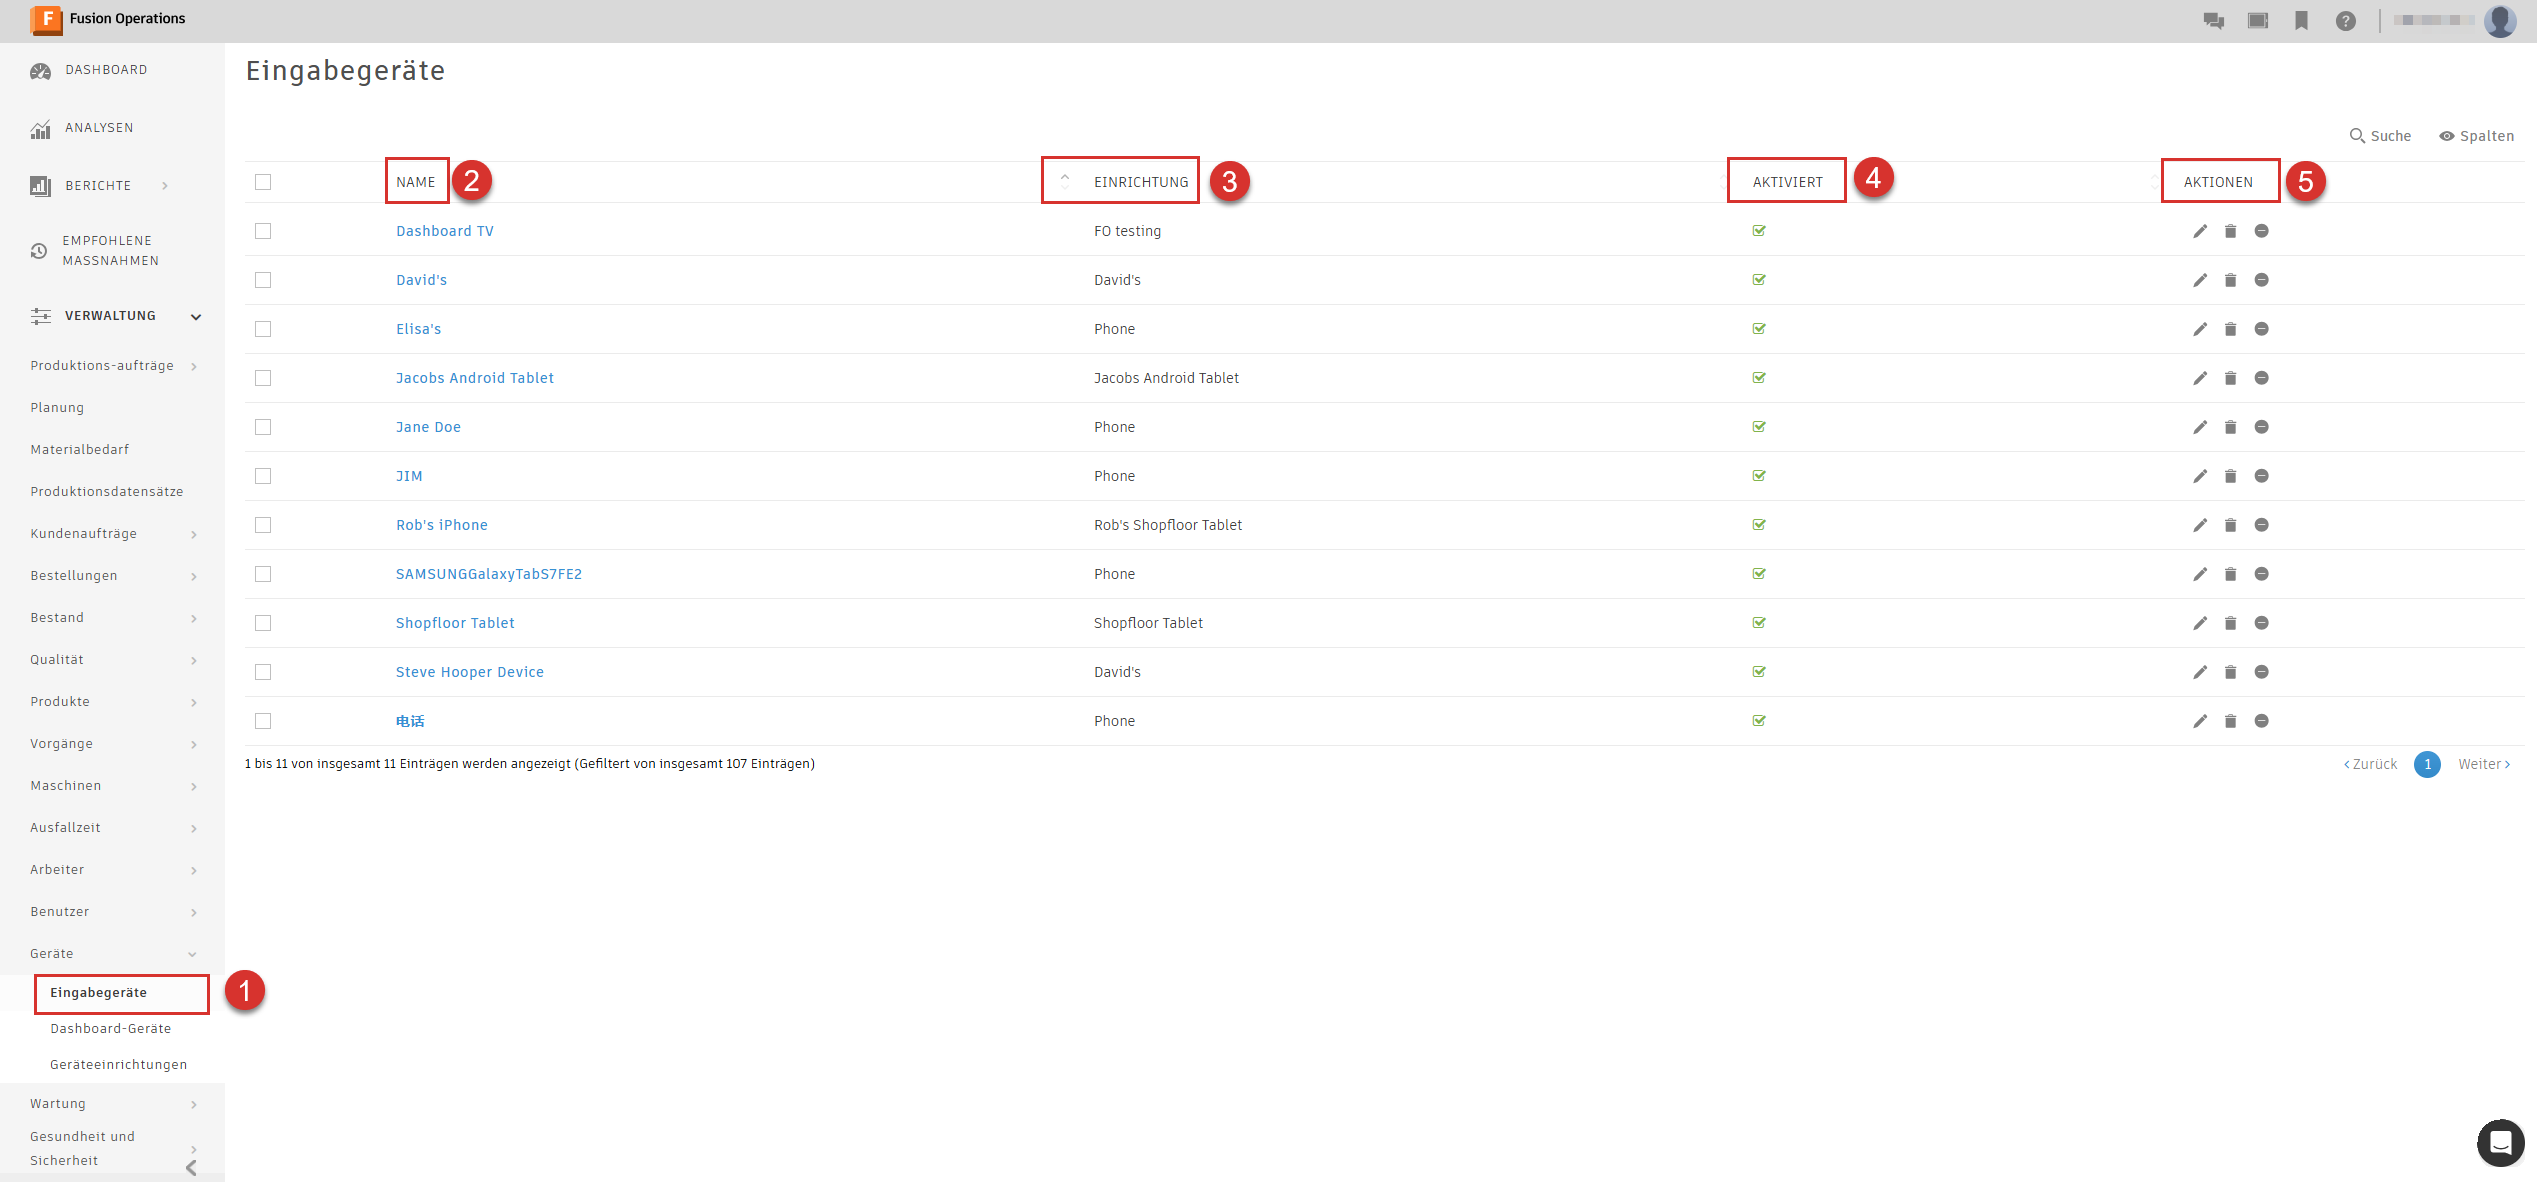 F Fusion Operations
?
DASHBOARD
ANALYSEN
BERICHTE
EMPFOHLENE
MASSNAHMEN
VERWALTUNG
Produktions-aufträge
Planung
Materialbedarf
Produktionsdatensätze
Kundenaufträge
Bestellungen
Bestand
Qualität
Produkte
Vorgänge
Maschinen
Ausfallzeit
Arbeiter
Benutzer
Geräte
Eingabegeräte 1
Dashboard-Geräte
Geräteeinrichtungen
Wartung
Gesundheit und
Sicherheit
Eingabegeräte
Suche Spalten
NAME 2 EINRICHTUNG 3 AKTIVIERT 4 AKTIONEN 5
Dashboard TV FO testing
David's David's
Elisa's Phone
Jacobs Android Tablet Jacobs Android Tablet
Jane Doe Phone
JIM Phone
Rob's iPhone Rob's Shopfloor Tablet
SAMSUNGGalaxyTabS7FE2 Phone
Shopfloor Tablet Shopfloor Tablet
Steve Hooper Device David's
电话 Phone
1 bis 11 von insgesamt 11 Einträgen werden angezeigt (Gefiltert von insgesamt 107 Einträgen)
‹ Zurück 1 Weiter ›